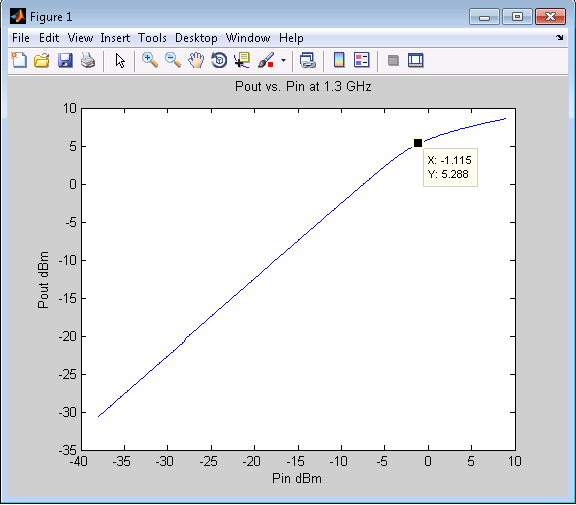 Figure 1
File Edit View Insert Tools Desktop Window Help
Pout vs. Pin at 1.3 GHz
10
5
0
-5
-10
-15
-20
-25
-30
-35
Pout dBm
X: -1.115
Y: 5.288
-40 -35 -30 -25 -20 -15 -10 -5 0 5 10
Pin dBm